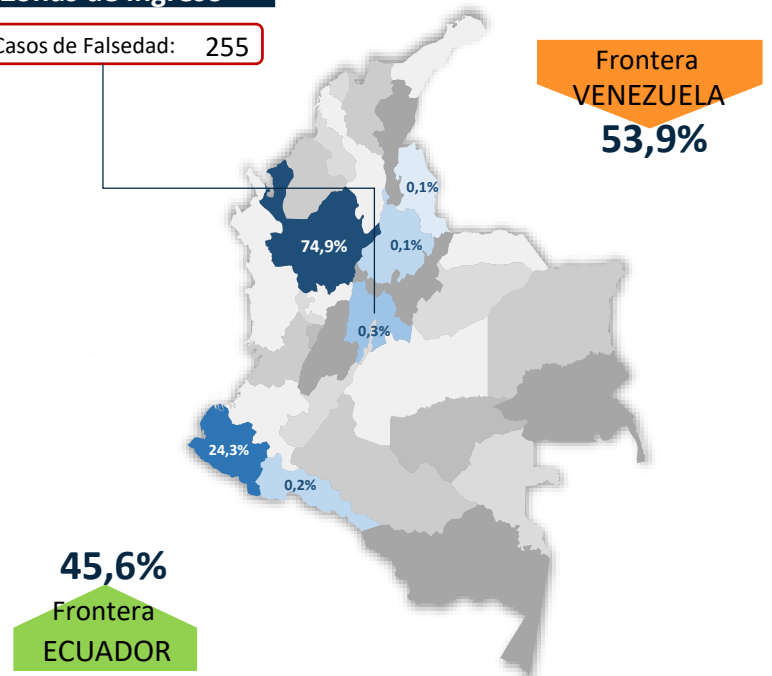 Zonas de Ingreso
Casos de Falsedad: 255
Frontera
VENEZUELA
53,9%
0,1%
74,9%
0,1%
0,3%
24,3%
0,2%
45,6%
Frontera
ECUADOR